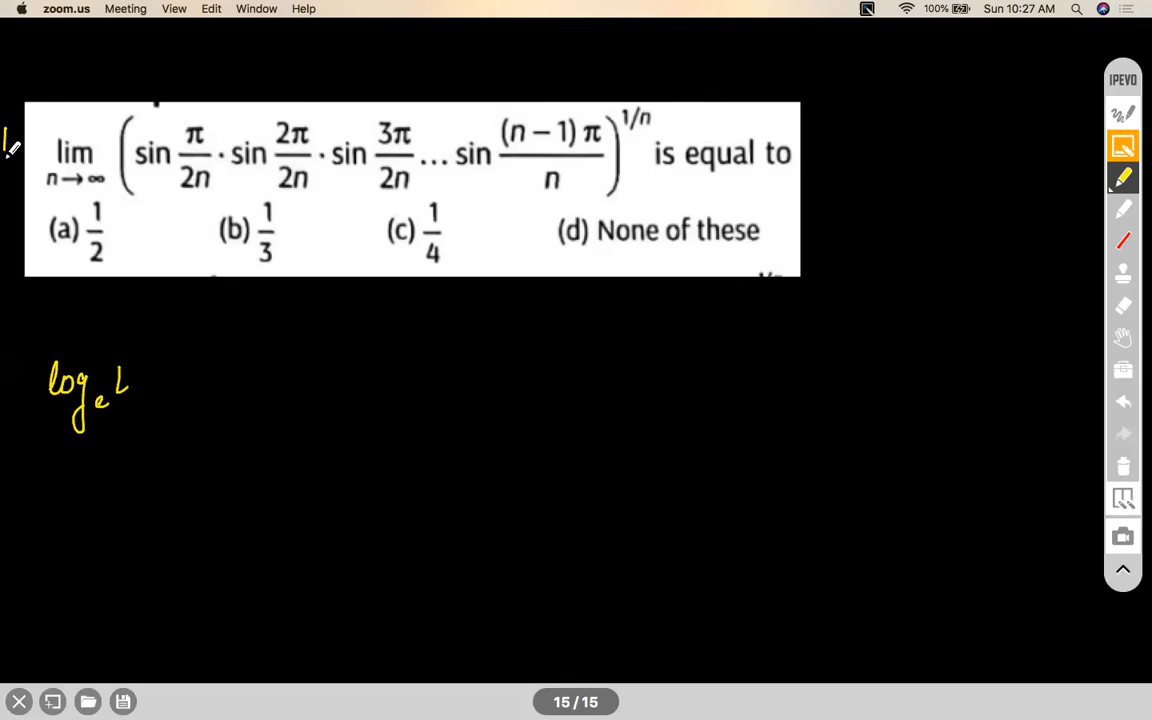 zoom.us Meeting View Edit Window Help 100% Sun 10:27 AM
IPEVO
lim n→∞ (sin π/2n · sin 2π/2n · sin 3π/2n ... sin (n − 1) π/n)^1/n is equal to
(a) 1/2 (b) 1/3 (c) 1/4 (d) None of these
log_e L
15 / 15